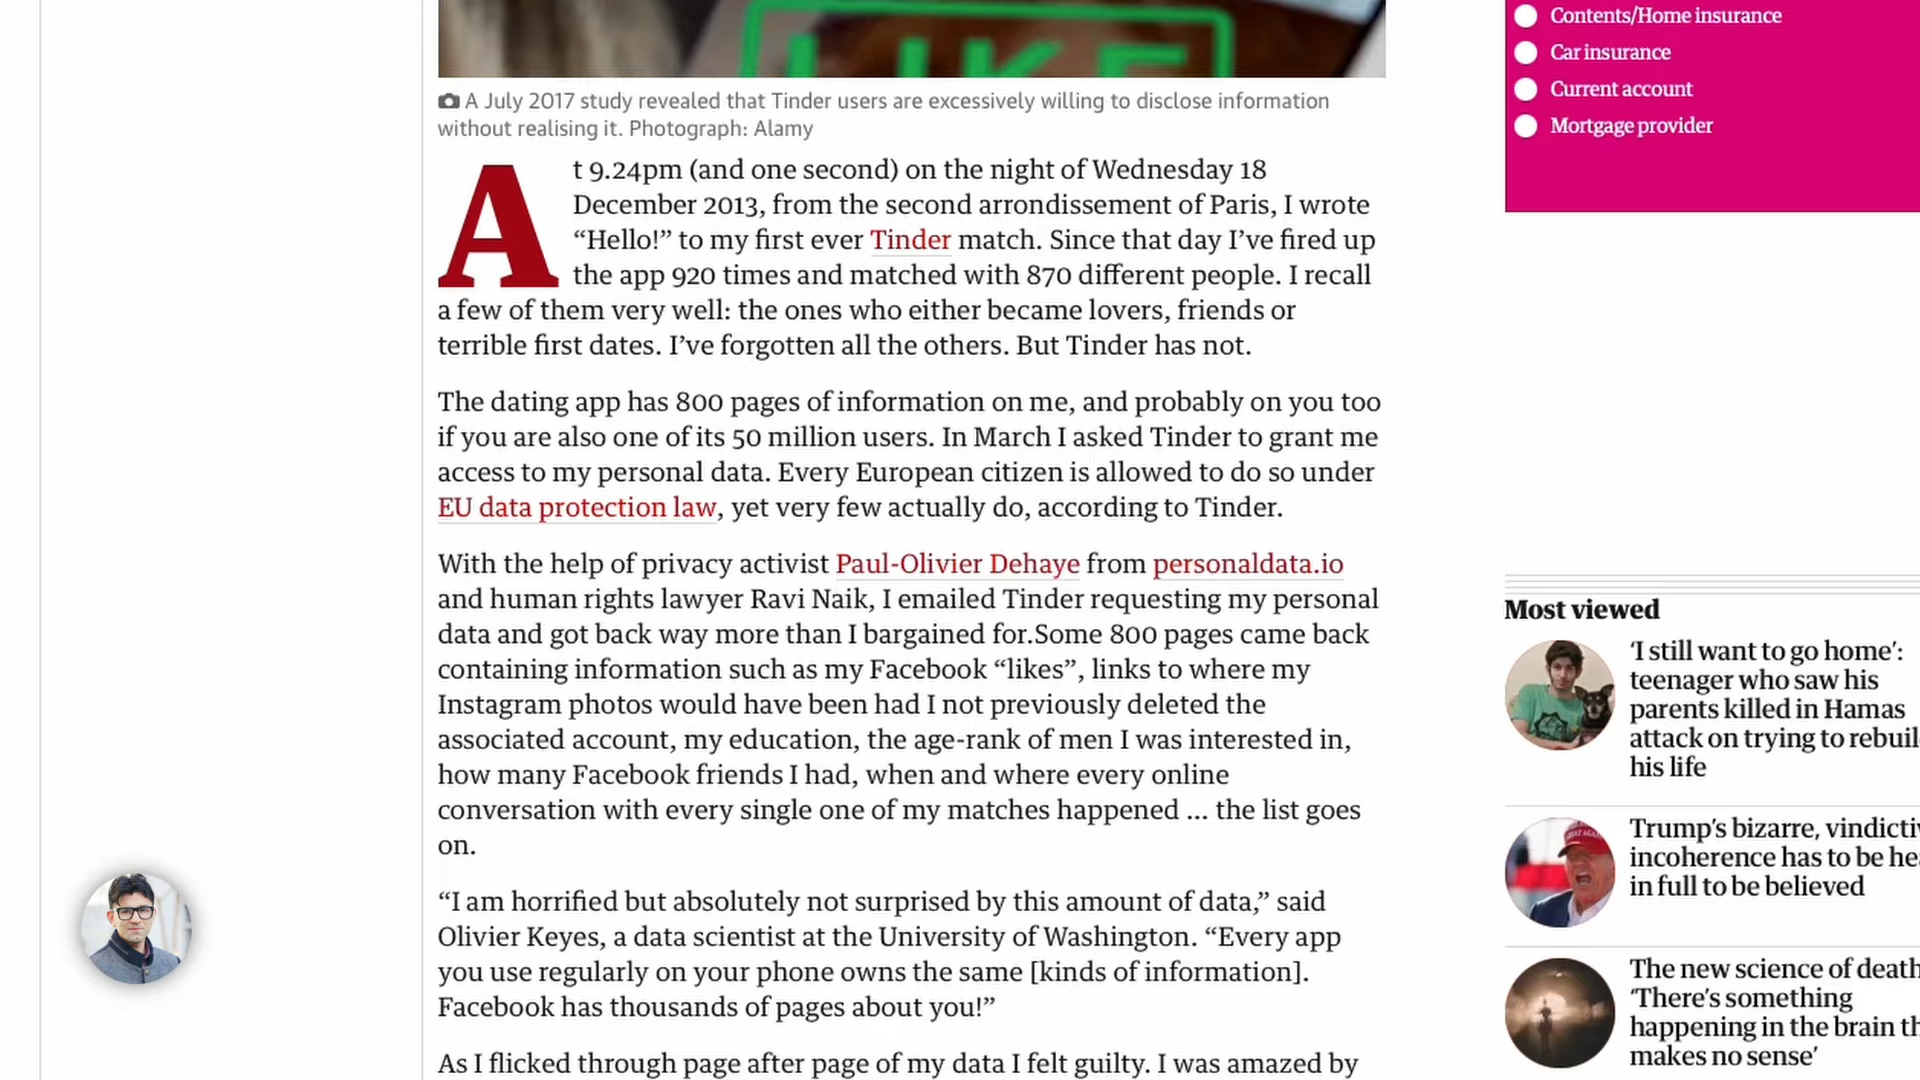 LIKE
A July 2017 study revealed that Tinder users are excessively willing to disclose information
without realising it. Photograph: Alamy
At 9.24pm (and one second) on the night of Wednesday 18
December 2013, from the second arrondissement of Paris, I wrote
“Hello!” to my first ever Tinder match. Since that day I’ve fired up
the app 920 times and matched with 870 different people. I recall
a few of them very well: the ones who either became lovers, friends or
terrible first dates. I’ve forgotten all the others. But Tinder has not.
The dating app has 800 pages of information on me, and probably on you too
if you are also one of its 50 million users. In March I asked Tinder to grant me
access to my personal data. Every European citizen is allowed to do so under
EU data protection law, yet very few actually do, according to Tinder.
With the help of privacy activist Paul-Olivier Dehaye from personaldata.io
and human rights lawyer Ravi Naik, I emailed Tinder requesting my personal
data and got back way more than I bargained for.Some 800 pages came back
containing information such as my Facebook “likes”, links to where my
Instagram photos would have been had I not previously deleted the
associated account, my education, the age-rank of men I was interested in,
how many Facebook friends I had, when and where every online
conversation with every single one of my matches happened ... the list goes
on.
“I am horrified but absolutely not surprised by this amount of data,” said
Olivier Keyes, a data scientist at the University of Washington. “Every app
you use regularly on your phone owns the same [kinds of information].
Facebook has thousands of pages about you!”
As I flicked through page after page of my data I felt guilty. I was amazed by
Contents/Home insurance
Car insurance
Current account
Mortgage provider
Most viewed
‘I still want to go home’:
teenager who saw his
parents killed in Hamas
attack on trying to rebuil
his life
Trump’s bizarre, vindictiv
incoherence has to be hea
in full to be believed
The new science of death
‘There’s something
happening in the brain th
makes no sense’